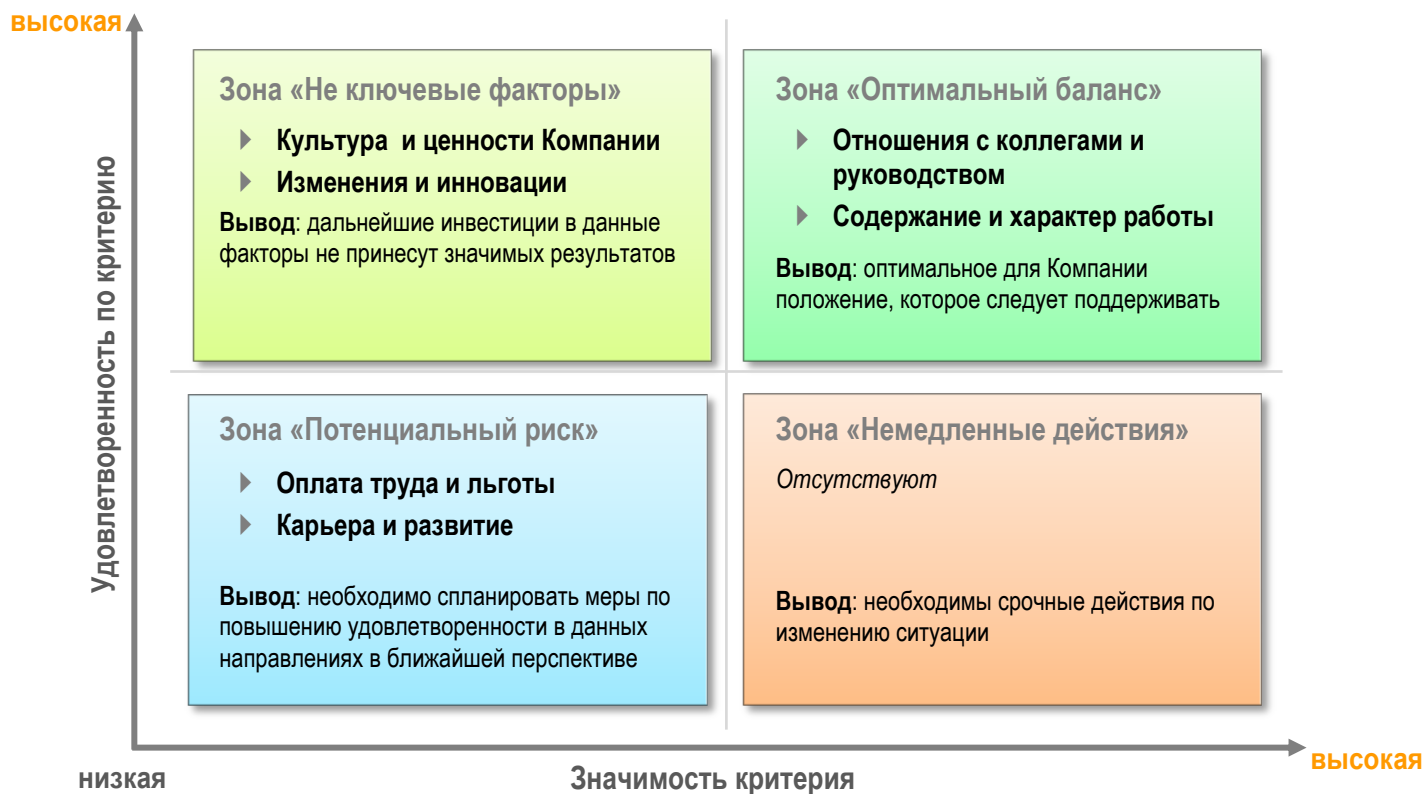 высокая
Удовлетворенность по критерию
Зона «Не ключевые факторы»
Культура и ценности Компании
Изменения и инновации
Вывод: дальнейшие инвестиции в данные
факторы не принесут значимых результатов
Зона «Оптимальный баланс»
Отношения с коллегами и
руководством
Содержание и характер работы
Вывод: оптимальное для Компании
положение, которое следует поддерживать
Зона «Потенциальный риск»
Оплата труда и льготы
Карьера и развитие
Вывод: необходимо спланировать меры по
повышению удовлетворенности в данных
направлениях в ближайшей перспективе
Зона «Немедленные действия»
Отсутствуют
Вывод: необходимы срочные действия по
изменению ситуации
низкая
Значимость критерия
высокая